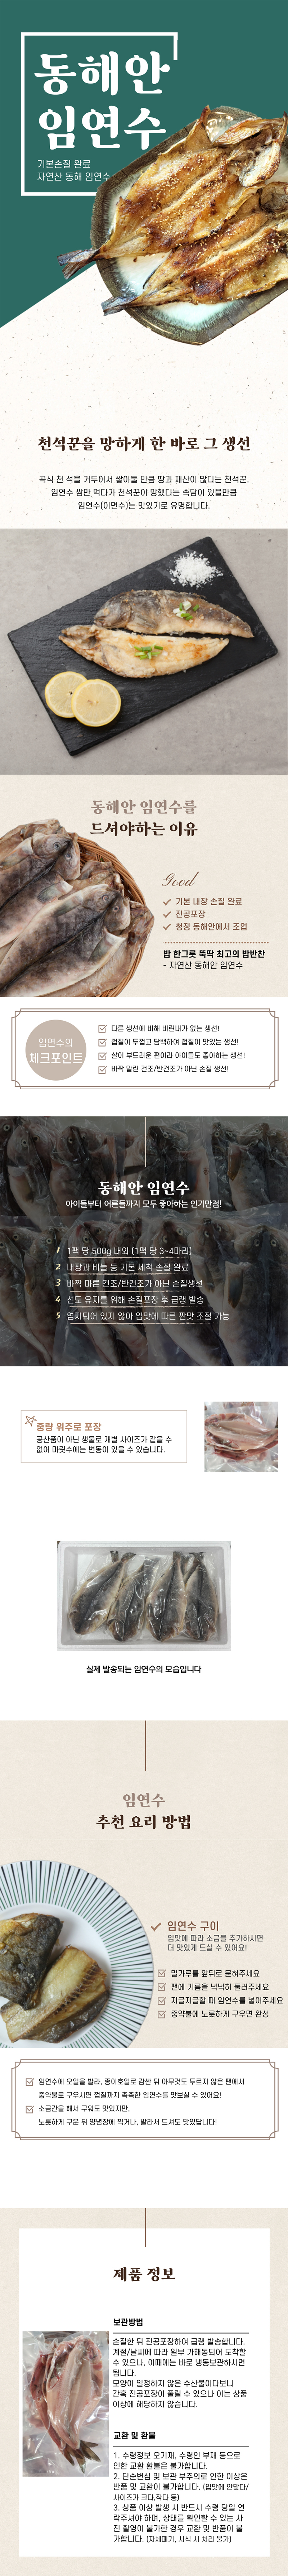 동해안
임연수
기본손질 완료
자연산 동해 임연수
천석꾼을 망하게 한 바로 그 생선
곡식 천 석을 거두어서 쌓아둘 만큼 땅과 재산이 많다는 천석꾼.
임연수 쌈만 먹다가 천석꾼이 망했다는 속담이 있을만큼
임연수(이면수)는 맛있기로 유명합니다.
동해안 임연수를
드셔야하는 이유
Good
기본 내장 손질 완료
진공포장
청정 동해안에서 조업
밥 한그릇 뚝딱 최고의 밥반찬
- 자연산 동해안 임연수
임연수의
체크포인트
다른 생선에 비해 비린내가 없는 생선!
껍질이 두껍고 담백하여 껍질이 맛있는 생선!
살이 부드러운 편이라 아이들도 좋아하는 생선!
바짝 말린 건조/반건조가 아닌 손질 생선!
동해안 임연수
아이들부터 어른들까지 모두 좋아하는 인기만점!
1 1팩 당 500g 내외 (1팩 당 3~4마리)
2 내장과 비늘 등 기본 세척 손질 완료
3 바짝 마른 건조/반건조가 아닌 손질생선
4 선도 유지를 위해 손질포장 후 급랭 발송
5 염지되어 있지 않아 입맛에 따른 짠맛 조절 가능
중량 위주로 포장
공산품이 아닌 생물로 개별 사이즈가 같을 수
없어 마릿수에는 변동이 있을 수 있습니다.
실제 발송되는 임연수의 모습입니다
임연수
추천 요리 방법
임연수 구이
입맛에 따라 소금을 추가하시면
더 맛있게 드실 수 있어요!
밀가루를 앞뒤로 묻혀주세요
팬에 기름을 넉넉히 둘러주세요
지글지글할 때 임연수를 넣어주세요
중약불에 노릇하게 구우면 완성
임연수에 오일을 발라, 종이호일로 감싼 뒤 아무것도 두르지 않은 팬에서
중약불로 구우시면 껍질까지 촉촉한 임연수를 맛보실 수 있어요!
소금간을 해서 구워도 맛있지만,
노릇하게 구운 뒤 양념장에 찍거나, 발라서 드셔도 맛있답니다!
제품 정보
보관방법
손질한 뒤 진공포장하여 급랭 발송합니다.
계절/날씨에 따라 일부 가해동되어 도착할
수 있으나, 이때에는 바로 냉동보관하시면
됩니다.
모양이 일정하지 않은 수산물이다보니
간혹 진공포장이 풀릴 수 있으나 이는 상품
이상에 해당하지 않습니다.
교환 및 환불
1. 수령정보 오기재, 수령인 부재 등으로
인한 교환 환불은 불가합니다.
2. 단순변심 및 보관 부주의로 인한 이상은
반품 및 교환이 불가합니다. (입맛에 안맞다/
사이즈가 크다,작다 등)
3. 상품 이상 발생 시 반드시 수령 당일 연
락주셔야 하며, 상태를 확인할 수 있는 사
진 촬영이 불가한 경우 교환 및 반품이 불
가합니다. (자체폐기, 시식 시 처리 불가)